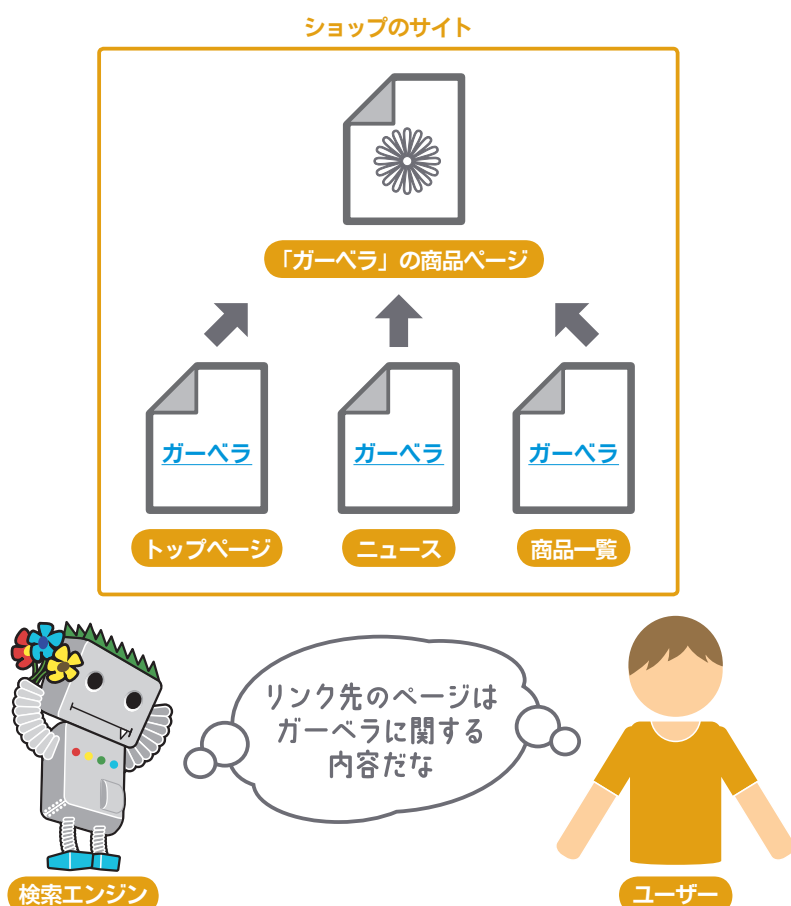 ショップのサイト
「ガーベラ」の商品ページ
ガーベラ
ガーベラ
ガーベラ
トップページ
ニュース
商品一覧
リンク先のページは
ガーベラに関する
内容だな
検索エンジン
ユーザー